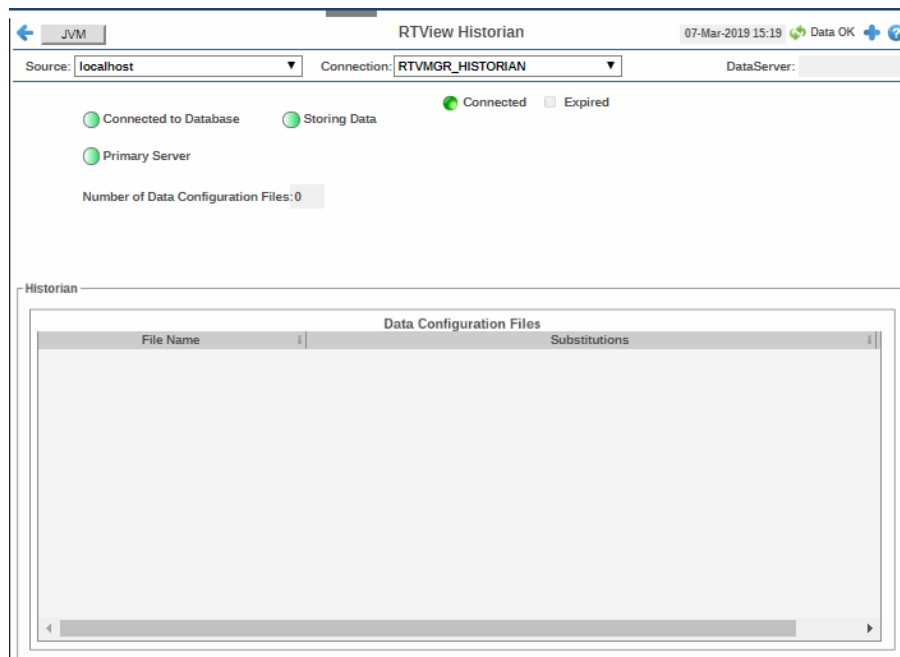 JVM RTView Historian 07-Mar-2019 15:19 Data OK
Source: localhost Connection: RTVMGR_HISTORIAN DataServer:
Connected Expired
Connected to Database Storing Data
Primary Server
Number of Data Configuration Files: 0
Historian
Data Configuration Files
File Name Substitutions